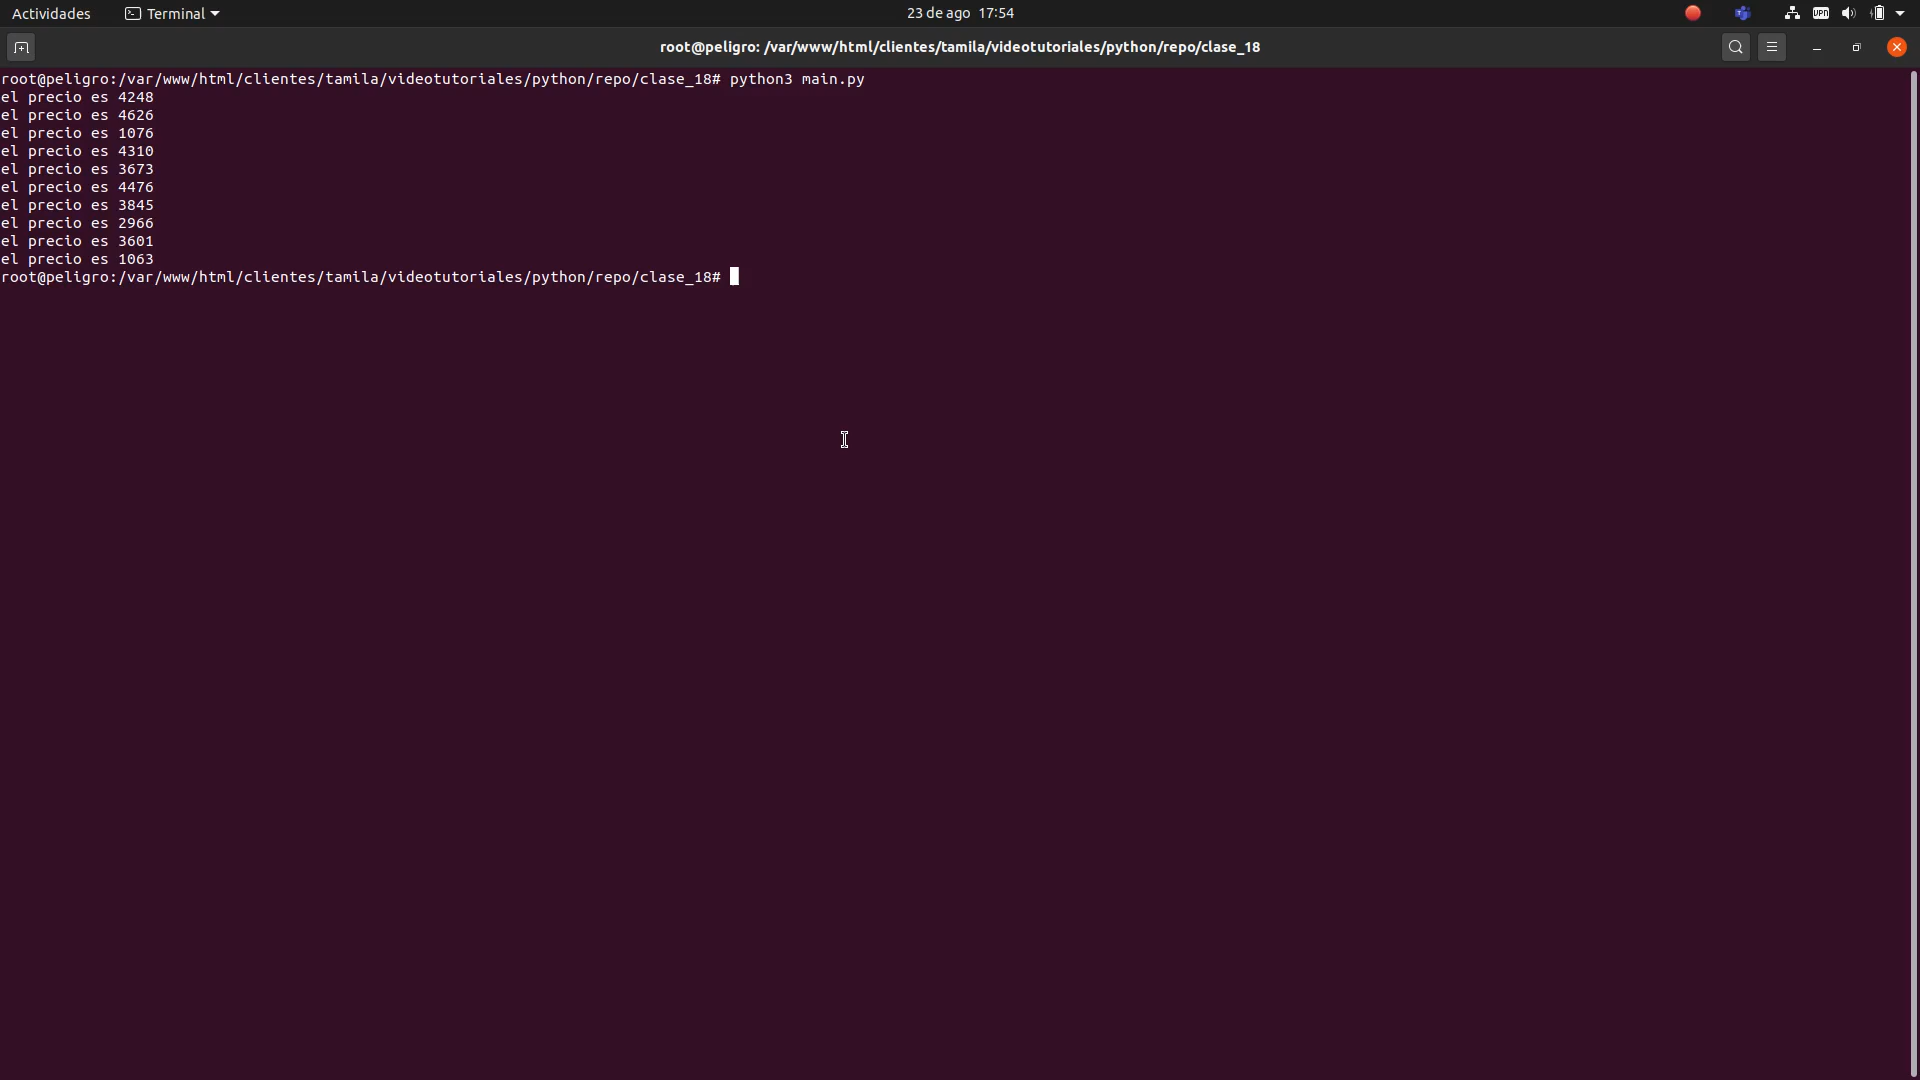 Actividades Terminal 23 de ago 17:54 VPN
root@peligro: /var/www/html/clientes/tamila/videotutoriales/python/repo/clase_18
root@peligro:/var/www/html/clientes/tamila/videotutoriales/python/repo/clase_18# python3 main.py
el precio es 4248
el precio es 4626
el precio es 1076
el precio es 4310
el precio es 3673
el precio es 4476
el precio es 3845
el precio es 2966
el precio es 3601
el precio es 1063
root@peligro:/var/www/html/clientes/tamila/videotutoriales/python/repo/clase_18#